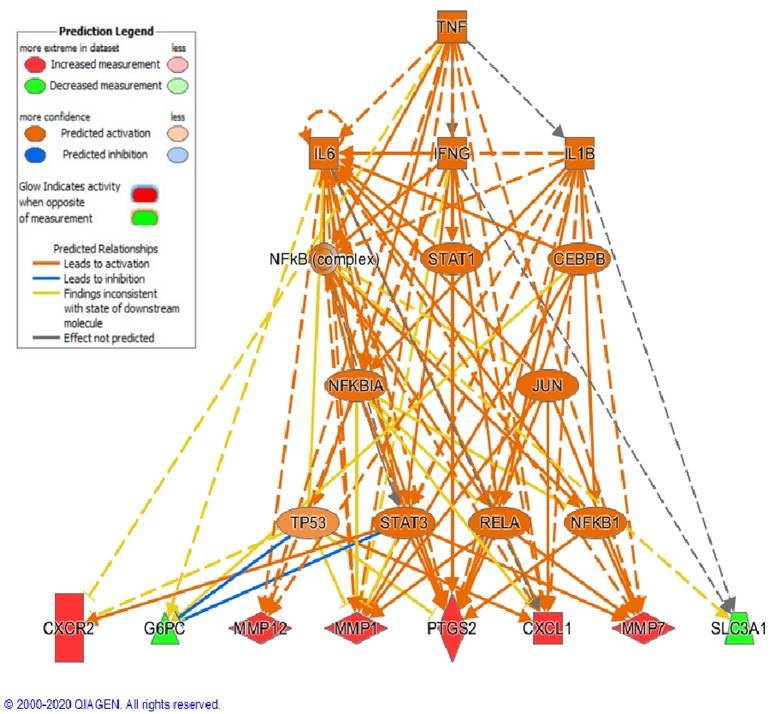 TNF
Prediction Legend
more extreme in dataset less
Increased measurement
Decreased measurement
more confidence less
Predicted activation
Predicted inhibition
Glow Indicates activity
when opposite
of measurement
Predicted Relationships
Leads to activation
Leads to inhibition
Findings inconsistent
with state of downstream
molecule
Effect not predicted
IL6 IFNG IL1B
NFkB (complex) STAT1 CEBPB
NFKBIA JUN
TP53 STAT3 RELA NFKB1
CXCR2 G6PC MMP12 MMP1 PTGS2 CXCL1 MMP7 SLC3A1
© 2000-2020 QIAGEN. All rights reserved.